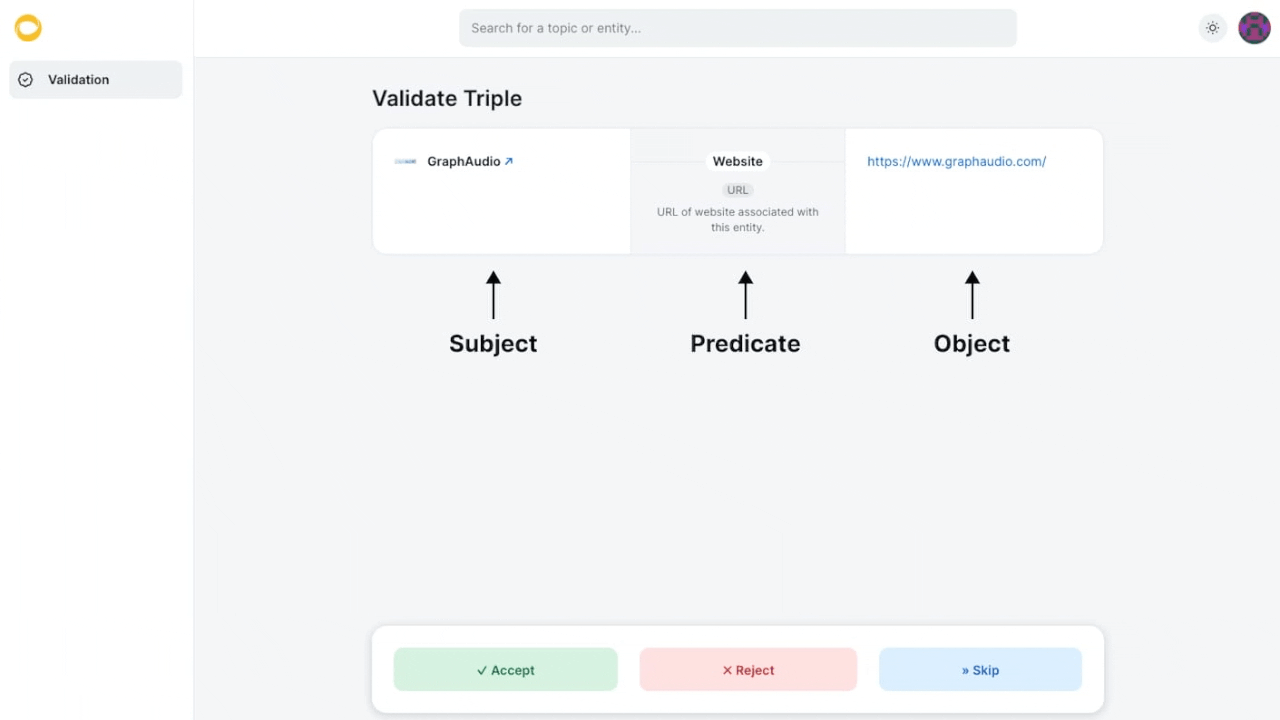 Search for a topic or entity...
Validation
Validate Triple
GraphAudio ↗
Website
https://www.graphaudio.com/
URL
URL of website associated with
this entity.
Subject
Predicate
Object
✓ Accept
✕ Reject
» Skip